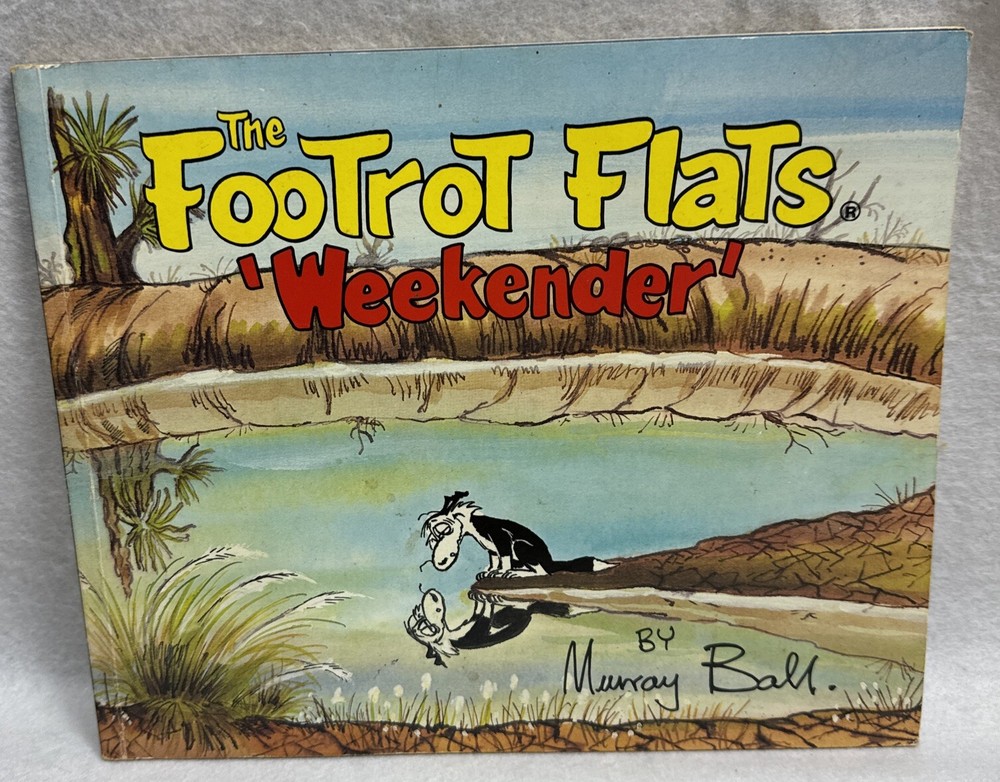 The
Footrot Flats®
'Weekender'
BY
Murray Ball.